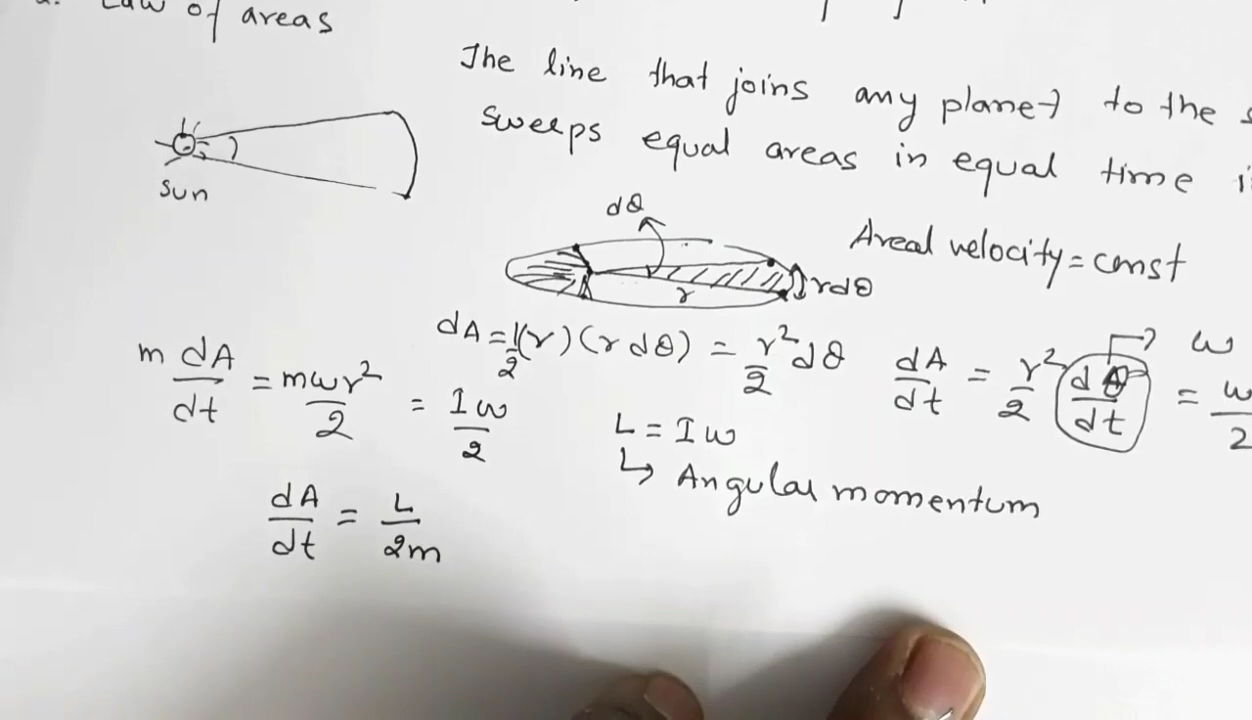 Law of areas
The line that joins any planet to the
sweeps equal areas in equal time
sun
dθ
Areal velocity = const
r
rdθ
dA = 1/2 (r) (r dθ) = r²/2 dθ
dA/dt = r²/2 dθ/dt = ω/2
ω
m dA/dt = mωr²/2 = Iω/2
L = Iω
↳ Angular momentum
dA/dt = L/2m